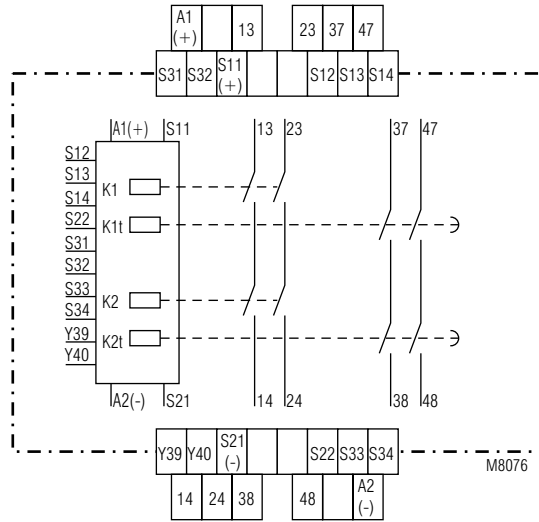 A1 (+) 13 23 37 47
S31 S32 S11 (+) S12 S13 S14
A1(+) S11 13 23 37 47
S12
S13
S14
S22
S31
S32
S33
S34
Y39
Y40
K1
K1t
K2
K2t
A2(-) S21 14 24 38 48
Y39 Y40 S21 (-) S22 S33 S34
14 24 38 48 A2 (-)
M8076